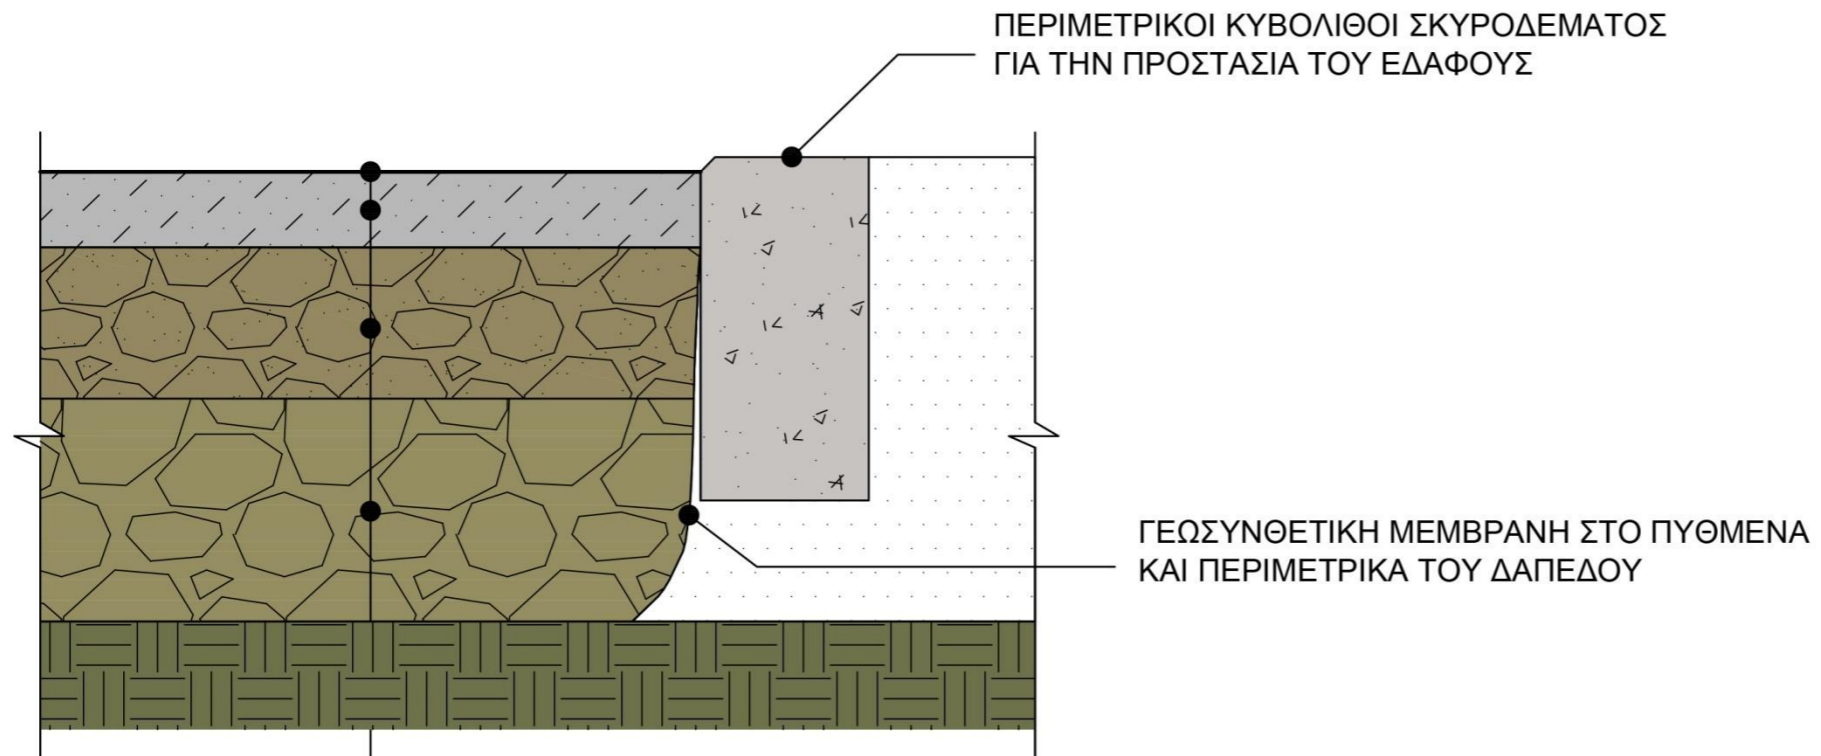 ΠΕΡΙΜΕΤΡΙΚΟΙ ΚΥΒΟΛΙΘΟΙ ΣΚΥΡΟΔΕΜΑΤΟΣ
ΓΙΑ ΤΗΝ ΠΡΟΣΤΑΣΙΑ ΤΟΥ ΕΔΑΦΟΥΣ
ΓΕΩΣΥΝΘΕΤΙΚΗ ΜΕΜΒΡΑΝΗ ΣΤΟ ΠΥΘΜΕΝΑ
ΚΑΙ ΠΕΡΙΜΕΤΡΙΚΑ ΤΟΥ ΔΑΠΕΔΟΥ